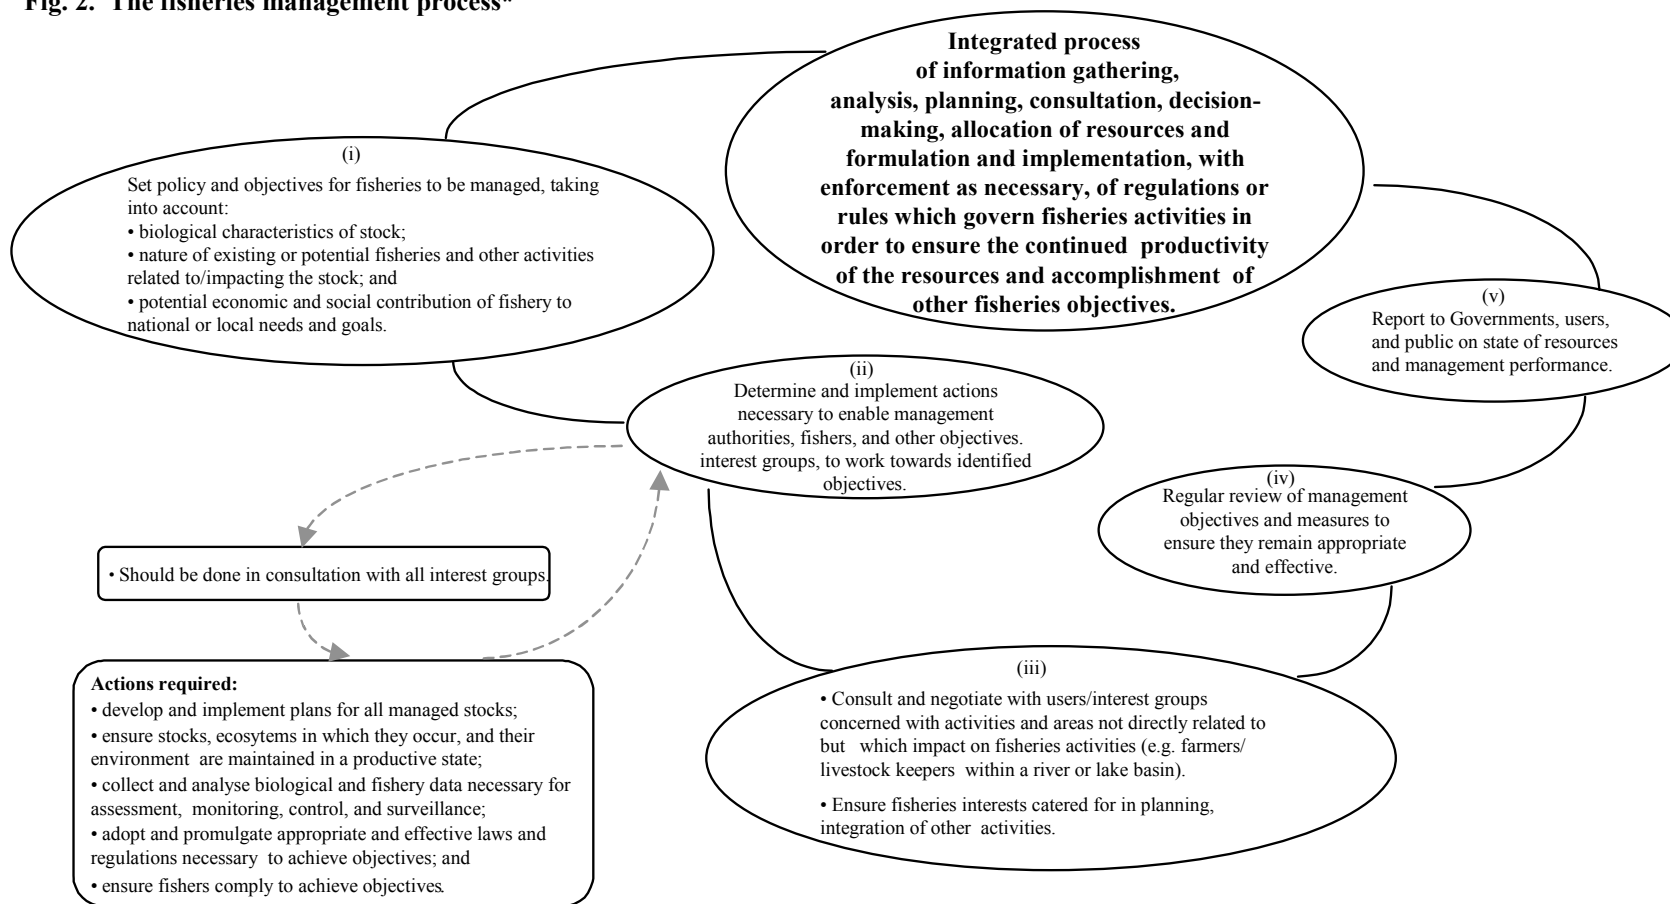 Fig. 2. The fisheries management process*
Integrated process
of information gathering,
analysis, planning, consultation, decision-
making, allocation of resources and
formulation and implementation, with
enforcement as necessary, of regulations or
rules which govern fisheries activities in
order to ensure the continued productivity
of the resources and accomplishment of
other fisheries objectives.
(i)
Set policy and objectives for fisheries to be managed, taking
into account:
• biological characteristics of stock;
• nature of existing or potential fisheries and other activities
related to/impacting the stock; and
• potential economic and social contribution of fishery to
national or local needs and goals.
(ii)
Determine and implement actions
necessary to enable management
authorities, fishers, and other objectives.
interest groups, to work towards identified
objectives.
• Should be done in consultation with all interest groups.
Actions required:
• develop and implement plans for all managed stocks;
• ensure stocks, ecosytems in which they occur, and their
environment are maintained in a productive state;
• collect and analyse biological and fishery data necessary for
assessment, monitoring, control, and surveillance;
• adopt and promulgate appropriate and effective laws and
regulations necessary to achieve objectives; and
• ensure fishers comply to achieve objectives.
(iii)
• Consult and negotiate with users/interest groups
concerned with activities and areas not directly related to
but which impact on fisheries activities (e.g. farmers/
livestock keepers within a river or lake basin).
• Ensure fisheries interests catered for in planning,
integration of other activities.
(iv)
Regular review of management
objectives and measures to
ensure they remain appropriate
and effective.
(v)
Report to Governments, users,
and public on state of resources
and management performance.